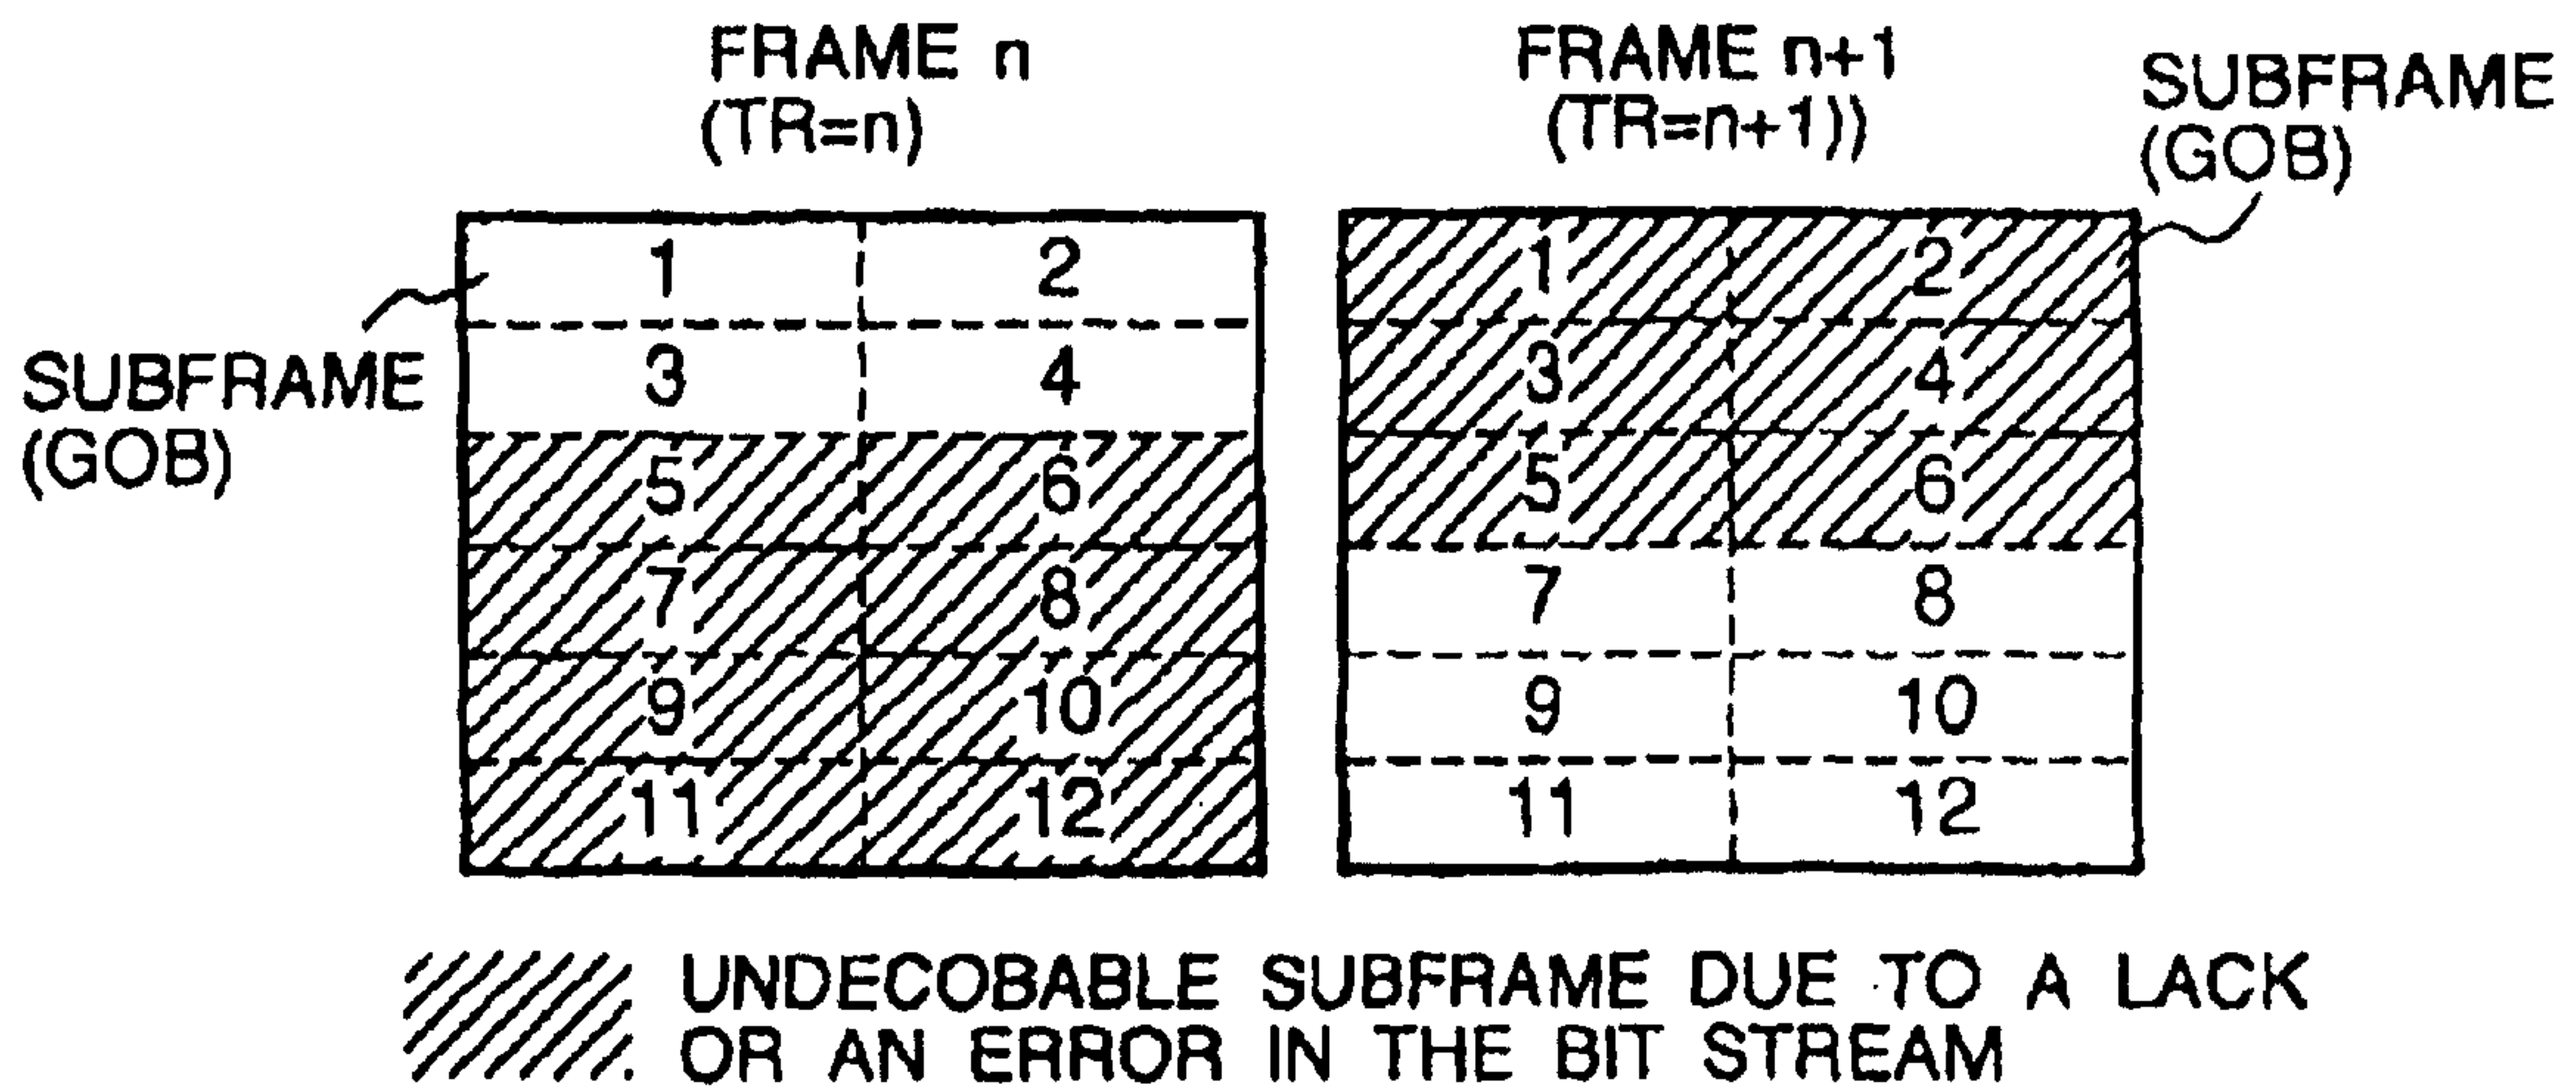 FRAME n
(TR=n)
FRAME n+1
(TR=n+1))
SUBFRAME
(GOB)
SUBFRAME
(GOB)
1 2
3 4
5 6
7 8
9 10
11 12
1 2
3 4
5 6
7 8
9 10
11 12
UNDECOBABLE SUBFRAME DUE TO A LACK
OR AN ERROR IN THE BIT STREAM